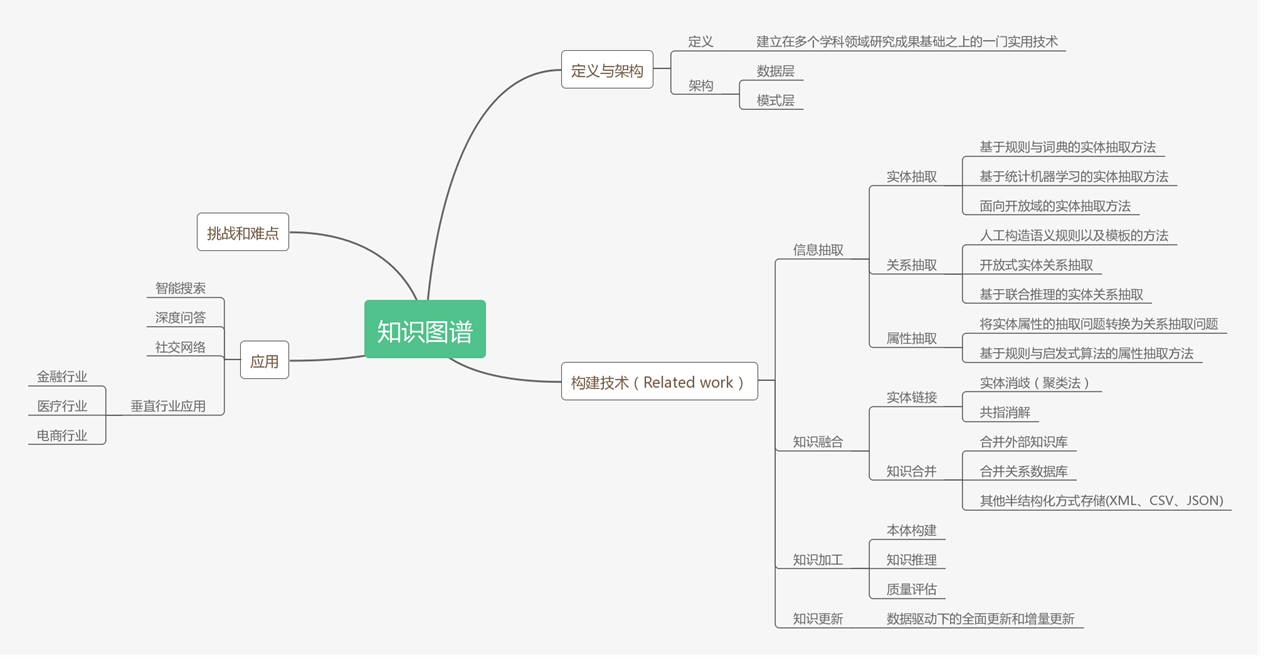 知识图谱
定义与架构
定义
建立在多个学科领域研究成果基础之上的一门实用技术
架构
数据层
模式层
构建技术（Related work）
信息抽取
实体抽取
基于规则与词典的实体抽取方法
基于统计机器学习的实体抽取方法
面向开放域的实体抽取方法
关系抽取
人工构造语义规则以及模板的方法
开放式实体关系抽取
基于联合推理的实体关系抽取
属性抽取
将实体属性的抽取问题转换为关系抽取问题
基于规则与启发式算法的属性抽取方法
知识融合
实体链接
实体消歧（聚类法）
共指消解
知识合并
合并外部知识库
合并关系数据库
其他半结构化方式存储(XML、CSV、JSON)
知识加工
本体构建
知识推理
质量评估
知识更新
数据驱动下的全面更新和增量更新
挑战和难点
应用
智能搜索
深度问答
社交网络
垂直行业应用
金融行业
医疗行业
电商行业